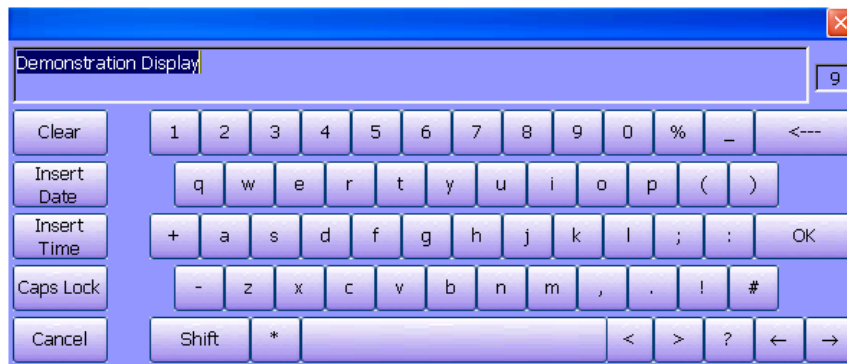 Demonstration Display
9
Clear 1 2 3 4 5 6 7 8 9 0 % _ <---
Insert Date q w e r t y u i o p ( )
Insert Time + a s d f g h j k l ; : OK
Caps Lock - z x c v b n m , . ! #
Cancel Shift * < > ? ← →